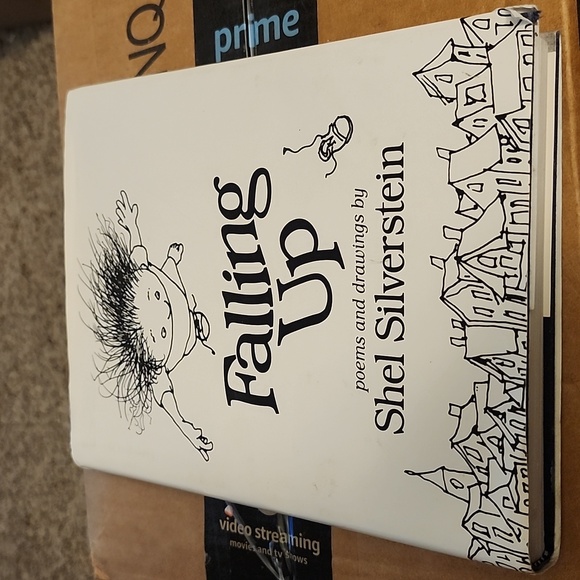 Falling
Up
poems and drawings by
Shel Silverstein
prime
video streaming
movies and tv shows